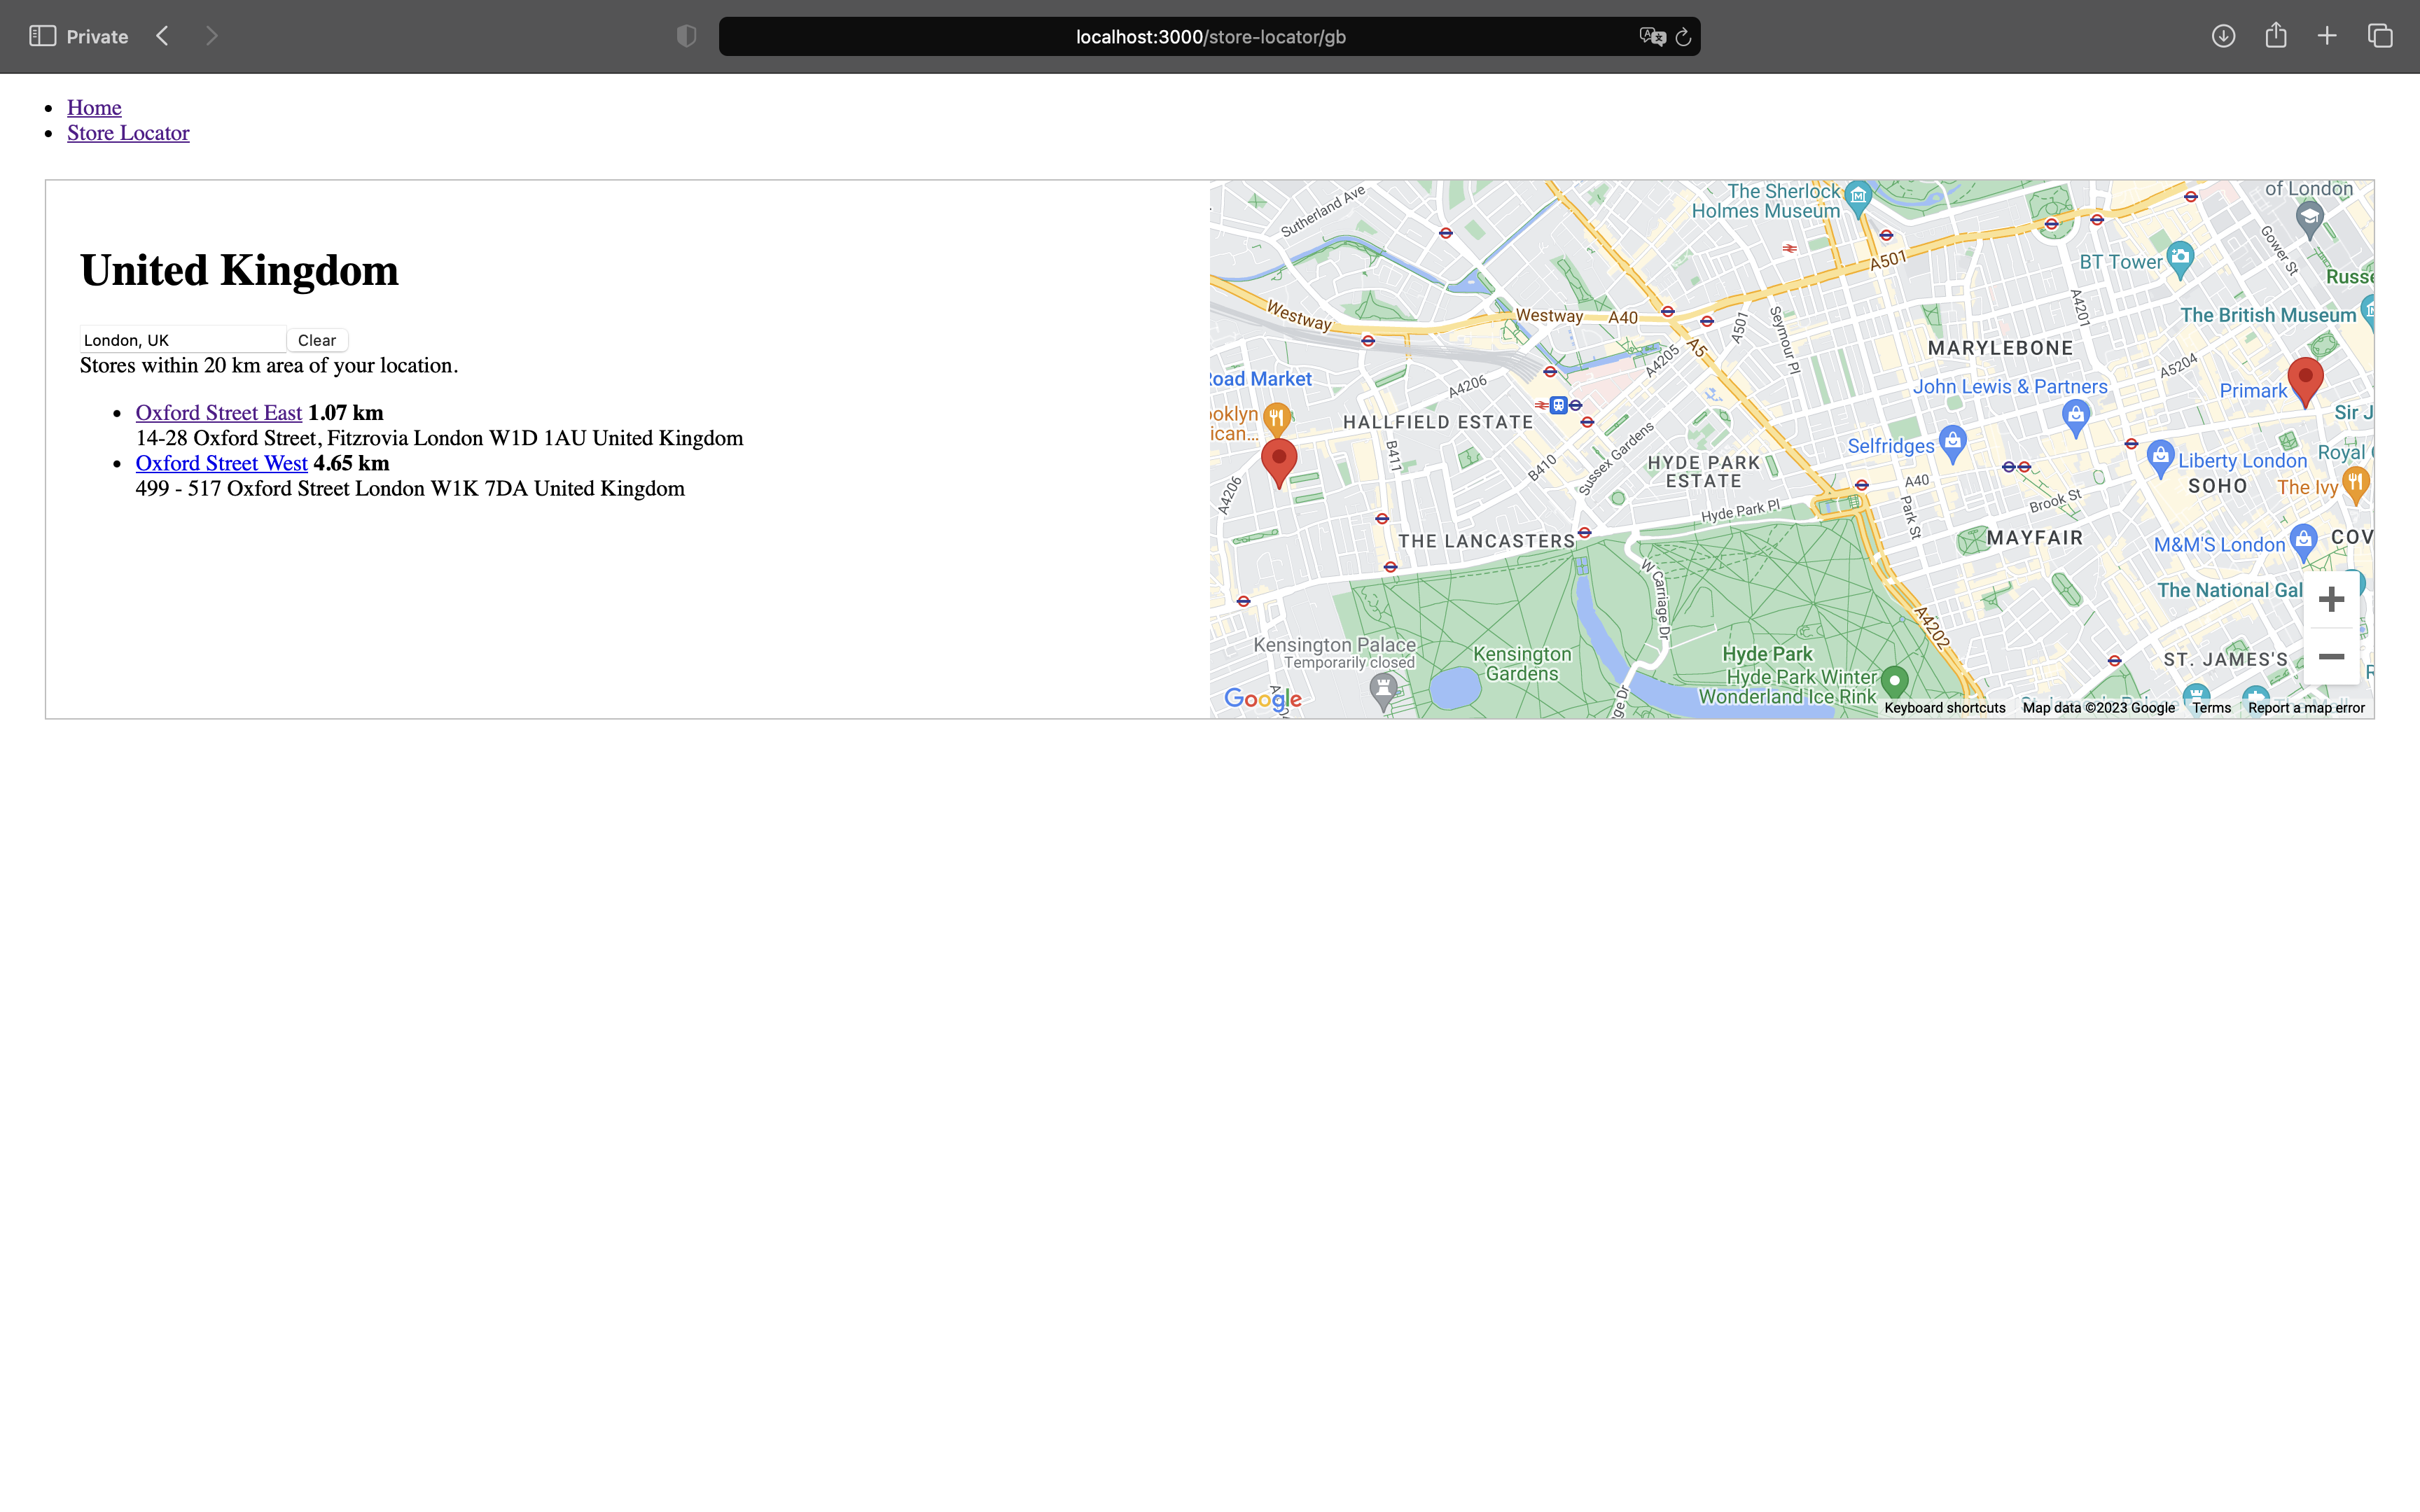 Private
localhost:3000/store-locator/gb
Home
Store Locator
United Kingdom
London, UK
Clear
Stores within 20 km area of your location.
Oxford Street East 1.07 km
14-28 Oxford Street, Fitzrovia London W1D 1AU United Kingdom
Oxford Street West 4.65 km
499 - 517 Oxford Street London W1K 7DA United Kingdom
Sutherland Ave
The Sherlock
Holmes Museum
of London
Gower St
A501
BT Tower
Russe
Westway
Westway
A40
A501
Seymour Pl
A4201
The British Museum
A5
MARYLEBONE
A4205
A5204
oad Market
A4206
John Lewis & Partners
Primark
ooklyn
ican...
HALLFIELD ESTATE
Sir J
B411
Selfridges
Royal
B410
Sussex Gardens
HYDE PARK
ESTATE
Liberty London
SOHO
The Ivy
A4206
A40
Brook St
Park St
Hyde Park Pl
THE LANCASTERS
MAYFAIR
M&M'S London
COV
W Carriage Dr
The National Gal
A4202
Kensington Palace
Temporarily closed
Kensington
Gardens
Hyde Park
Hyde Park Winter
Wonderland Ice Rink
ST. JAMES'S
ge Dr
Google
Keyboard shortcuts
Map data ©2023 Google
Terms
Report a map error